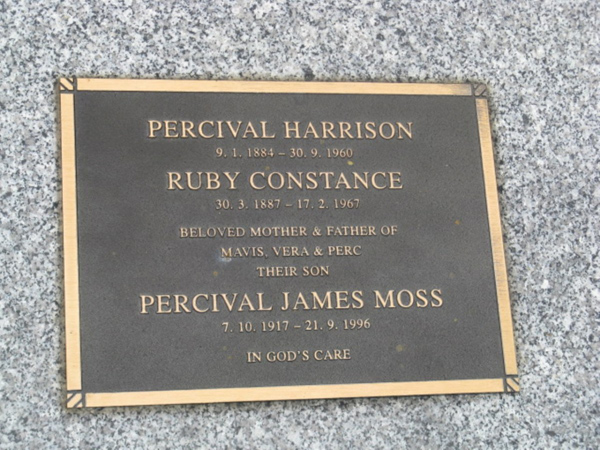 PERCIVAL HARRISON
9. 1. 1884 – 30. 9. 1960
RUBY CONSTANCE
30. 3. 1887 – 17. 2. 1967
BELOVED MOTHER & FATHER OF
MAVIS, VERA & PERC
THEIR SON
PERCIVAL JAMES MOSS
7. 10. 1917 – 21. 9. 1996
IN GOD'S CARE